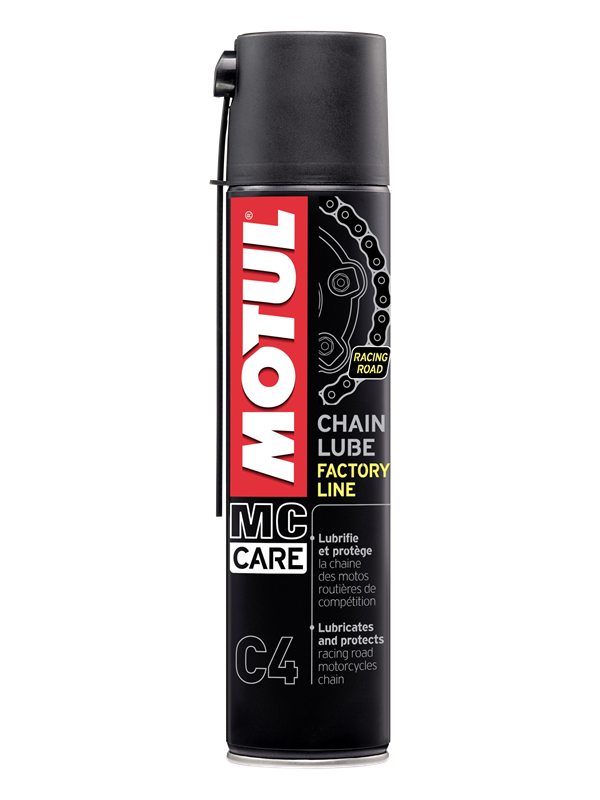 MOTUL®
RACING
ROAD
CHAIN
LUBE
FACTORY
LINE
MC
CARE
Lubrifie
et protège
la chaine
des motos
routières de
compétition
C4
Lubricates
and protects
racing road
motorcycles
chain